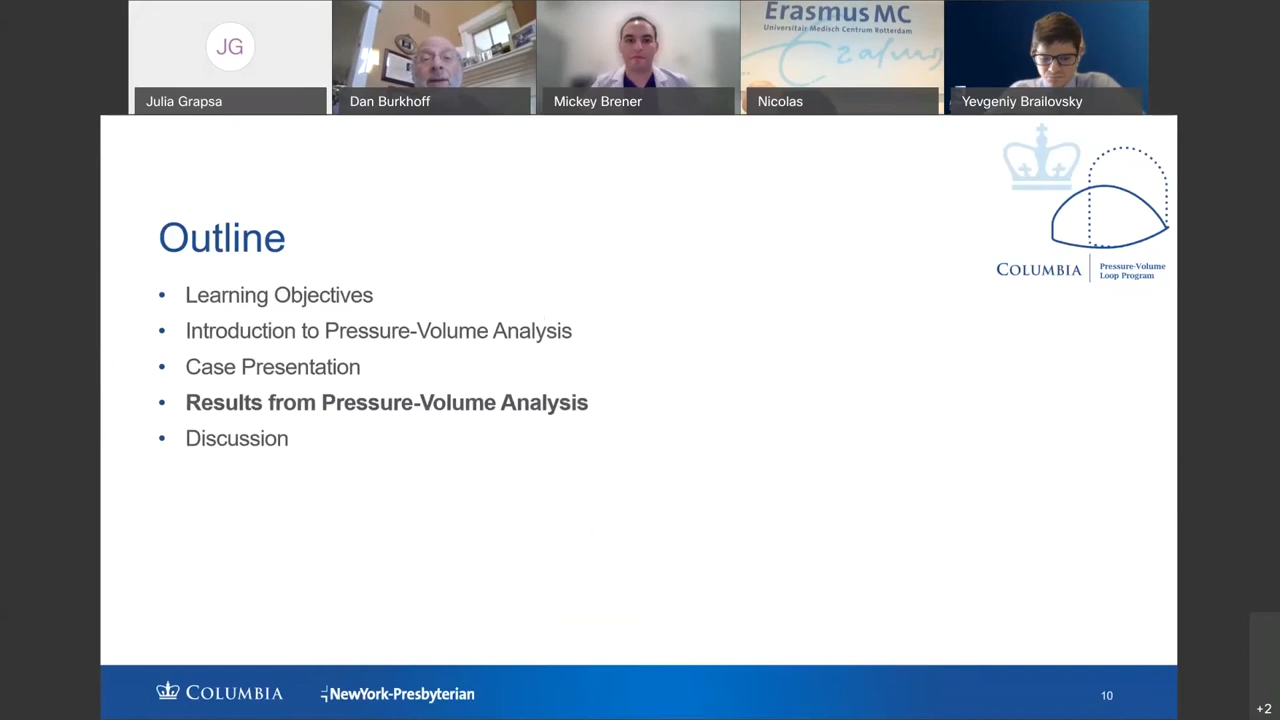 Erasmus MC
Universitair Medisch Centrum Rotterdam
JG
Julia Grapsa
Dan Burkhoff
Mickey Brener
Nicolas
Yevgeniy Brailovsky
COLUMBIA
Pressure-Volume
Loop Program
Outline
• Learning Objectives
• Introduction to Pressure-Volume Analysis
• Case Presentation
• Results from Pressure-Volume Analysis
• Discussion
COLUMBIA
NewYork-Presbyterian
10
+2